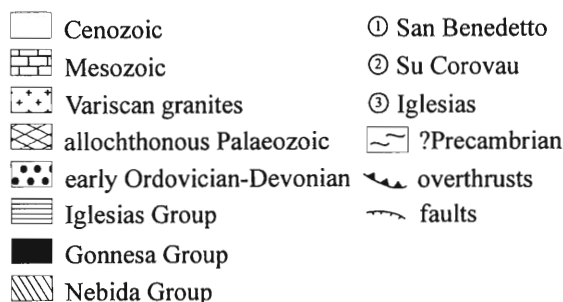 Cenozoic
Mesozoic
Variscan granites
allochthonous Palaeozoic
early Ordovician-Devonian
Iglesias Group
Gonnesa Group
Nebida Group
① San Benedetto
② Su Corovau
③ Iglesias
?Precambrian
overthrusts
faults